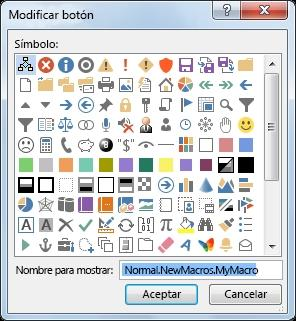 Modificar botón
Símbolo:
Nombre para mostrar: Normal.NewMacros.MyMacro
Aceptar Cancelar